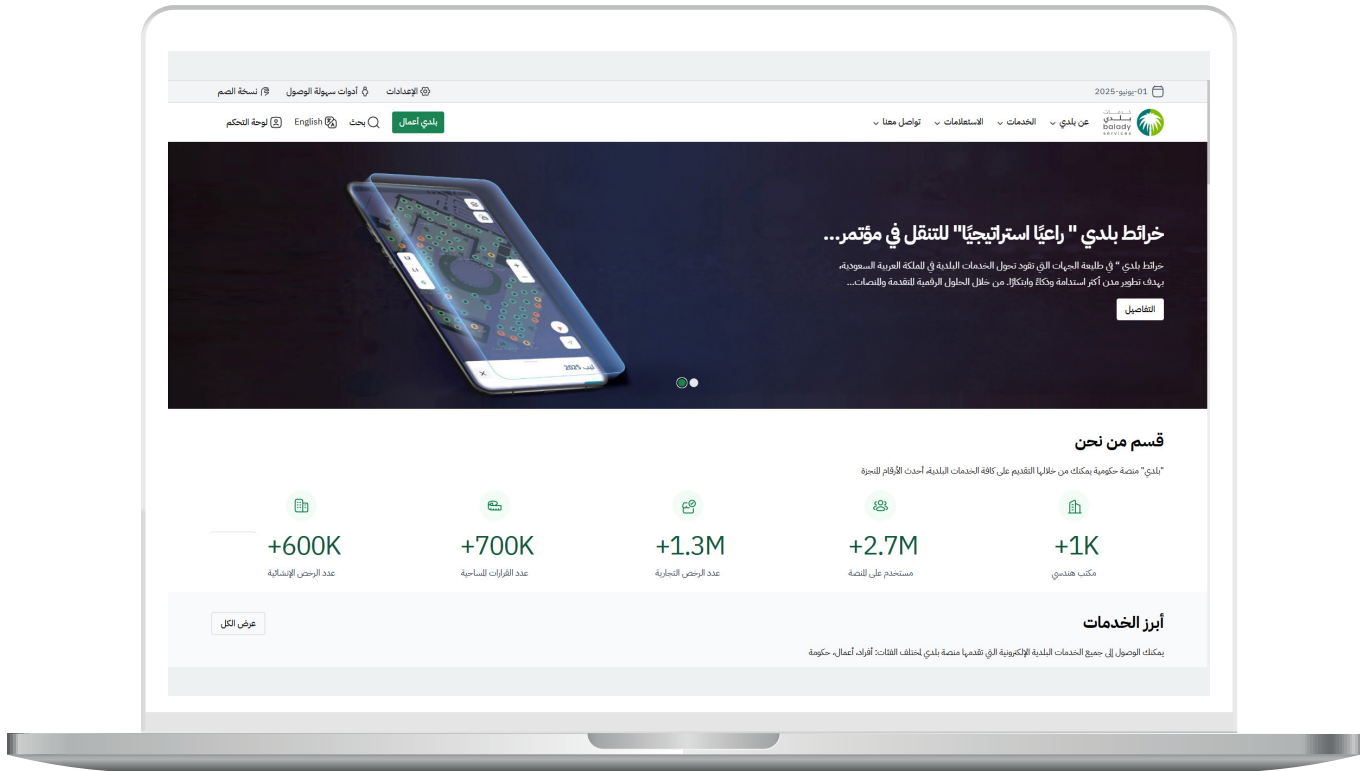 01-يونيو-2025
الإعدادات
أدوات سهولة الوصول
نسخة الصم
خدمات
بلدي
balady
services
عن بلدي
الخدمات
الاستعلامات
تواصل معنا
بلدي أعمال
بحث
English
لوحة التحكم
خرائط بلدي " راعيًا استراتيجيًا" للتنقل في مؤتمر...
خرائط بلدي " في طليعة الجهات التي تقود تحول الخدمات البلدية في المملكة العربية السعودية،
بهدف تطوير مدن أكثر استدامة وذكاءً وابتكارًا. من خلال الحلول الرقمية المتقدمة والمنصات...
التفاصيل
تيب 2025
قسم من نحن
"بلدي" منصة حكومية يمكنك من خلالها التقديم على كافة الخدمات البلدية، أحدث الأرقام المنجزة
+1K
مكتب هندسي
+2.7M
مستخدم على المنصة
+1.3M
عدد الرخص التجارية
+700K
عدد القرارات المساحية
+600K
عدد الرخص الإنشائية
أبرز الخدمات
عرض الكل
يمكنك الوصول إلى جميع الخدمات البلدية الإلكترونية التي تقدمها منصة بلدي لمختلف الفئات: أفراد، أعمال، حكومة